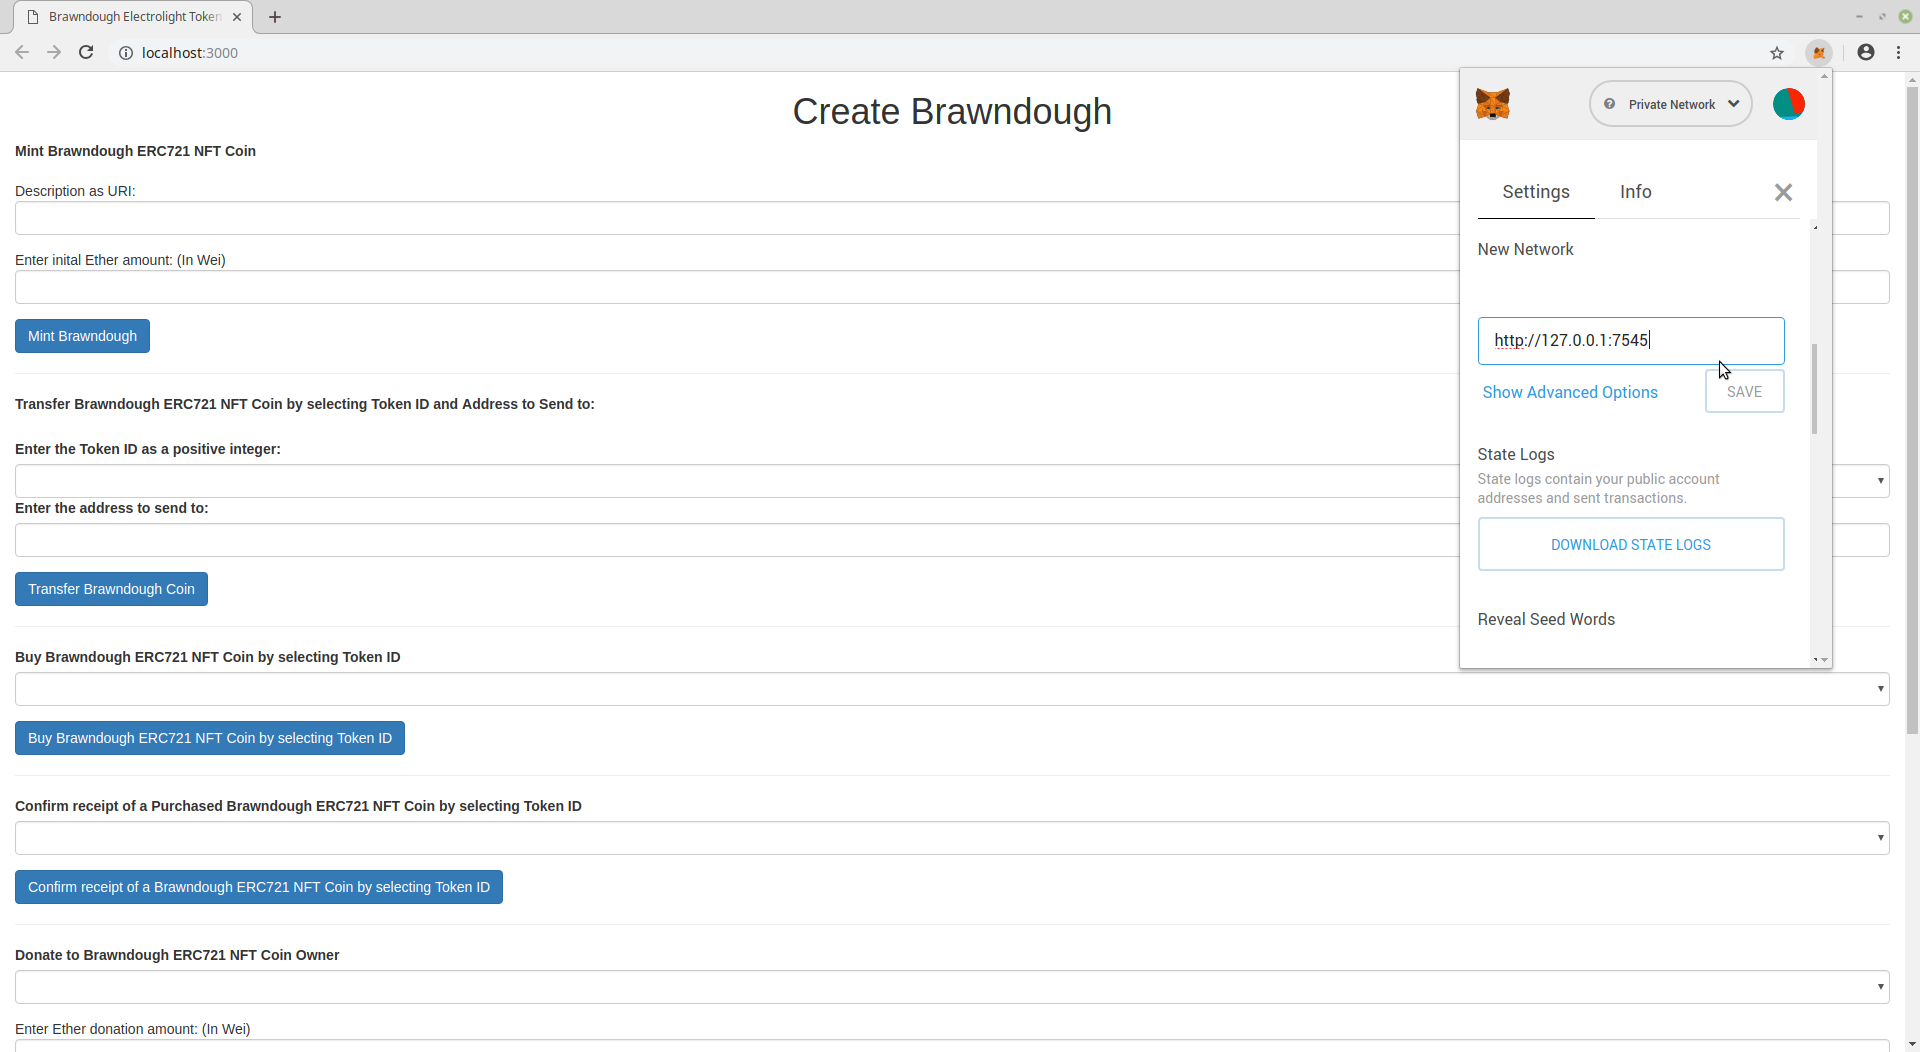 Brawndough Electrolight Token
localhost:3000
Create Brawndough
Mint Brawndough ERC721 NFT Coin
Description as URI:
Enter inital Ether amount: (In Wei)
Mint Brawndough
Transfer Brawndough ERC721 NFT Coin by selecting Token ID and Address to Send to:
Enter the Token ID as a positive integer:
Enter the address to send to:
Transfer Brawndough Coin
Buy Brawndough ERC721 NFT Coin by selecting Token ID
Buy Brawndough ERC721 NFT Coin by selecting Token ID
Confirm receipt of a Purchased Brawndough ERC721 NFT Coin by selecting Token ID
Confirm receipt of a Brawndough ERC721 NFT Coin by selecting Token ID
Donate to Brawndough ERC721 NFT Coin Owner
Enter Ether donation amount: (In Wei)
Private Network
Settings Info
New Network
http://127.0.0.1:7545
Show Advanced Options SAVE
State Logs
State logs contain your public account
addresses and sent transactions.
DOWNLOAD STATE LOGS
Reveal Seed Words